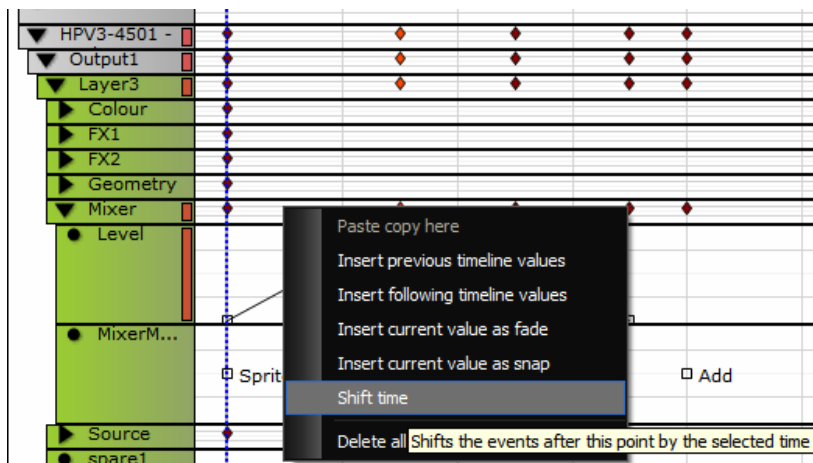 HPV3-4501 -
Output1
Layer3
Colour
FX1
FX2
Geometry
Mixer
Level
MixerM...
Source
spare1
Paste copy here
Insert previous timeline values
Insert following timeline values
Insert current value as fade
Insert current value as snap
Shift time
Delete all
Shifts the events after this point by the selected time
Sprit
Add